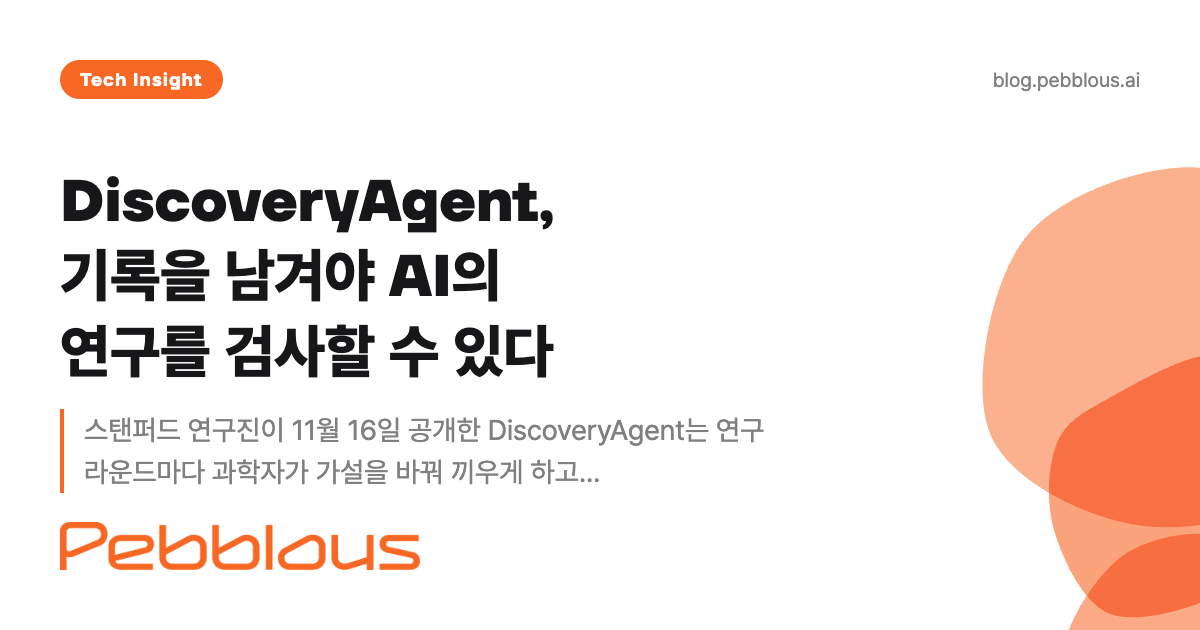 Tech Insight
blog.pebblous.ai
DiscoveryAgent,
기록을 남겨야 AI의
연구를 검사할 수 있다
스탠퍼드 연구진이 11월 16일 공개한 DiscoveryAgent는 연구
라운드마다 과학자가 가설을 바꿔 끼우게 하고...
Pebblous